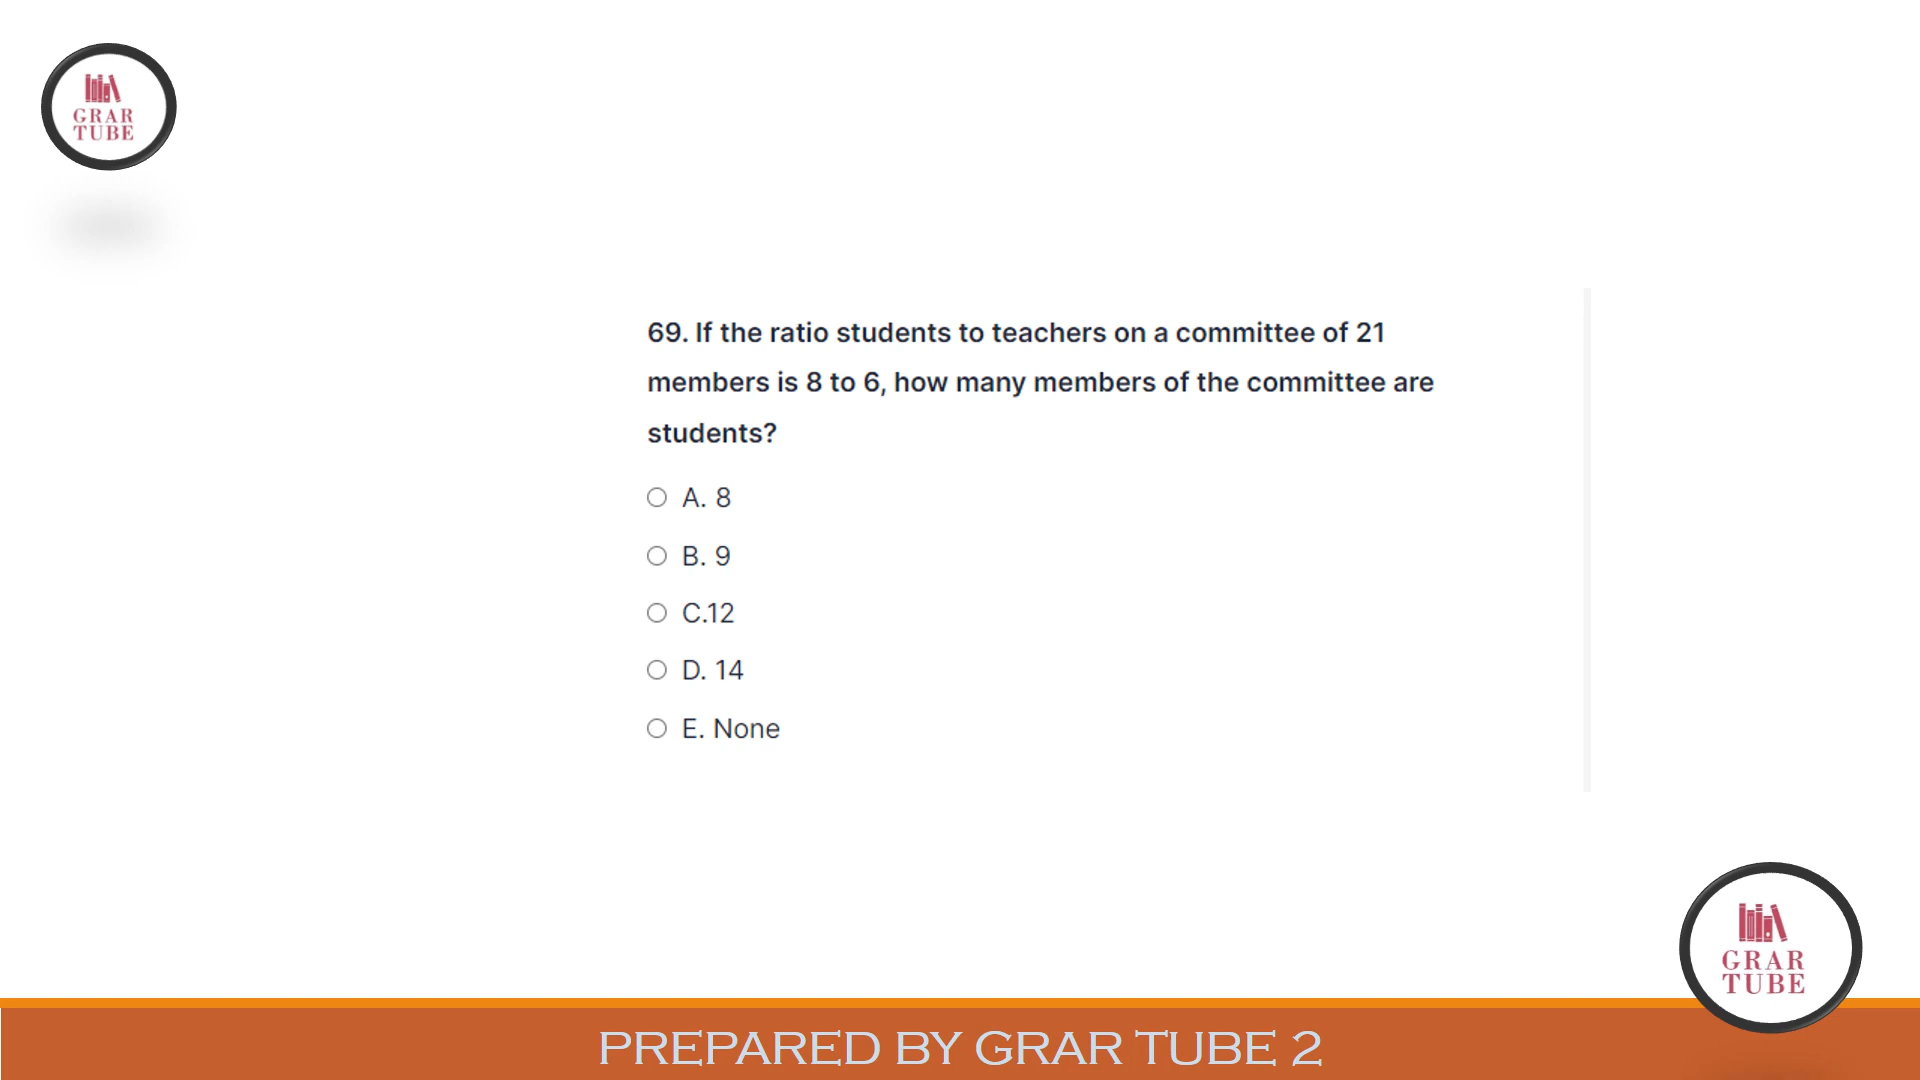 GRAR
TUBE
69. If the ratio students to teachers on a committee of 21
members is 8 to 6, how many members of the committee are
students?
A. 8
B. 9
C.12
D. 14
E. None
GRAR
TUBE
PREPARED BY GRAR TUBE 2